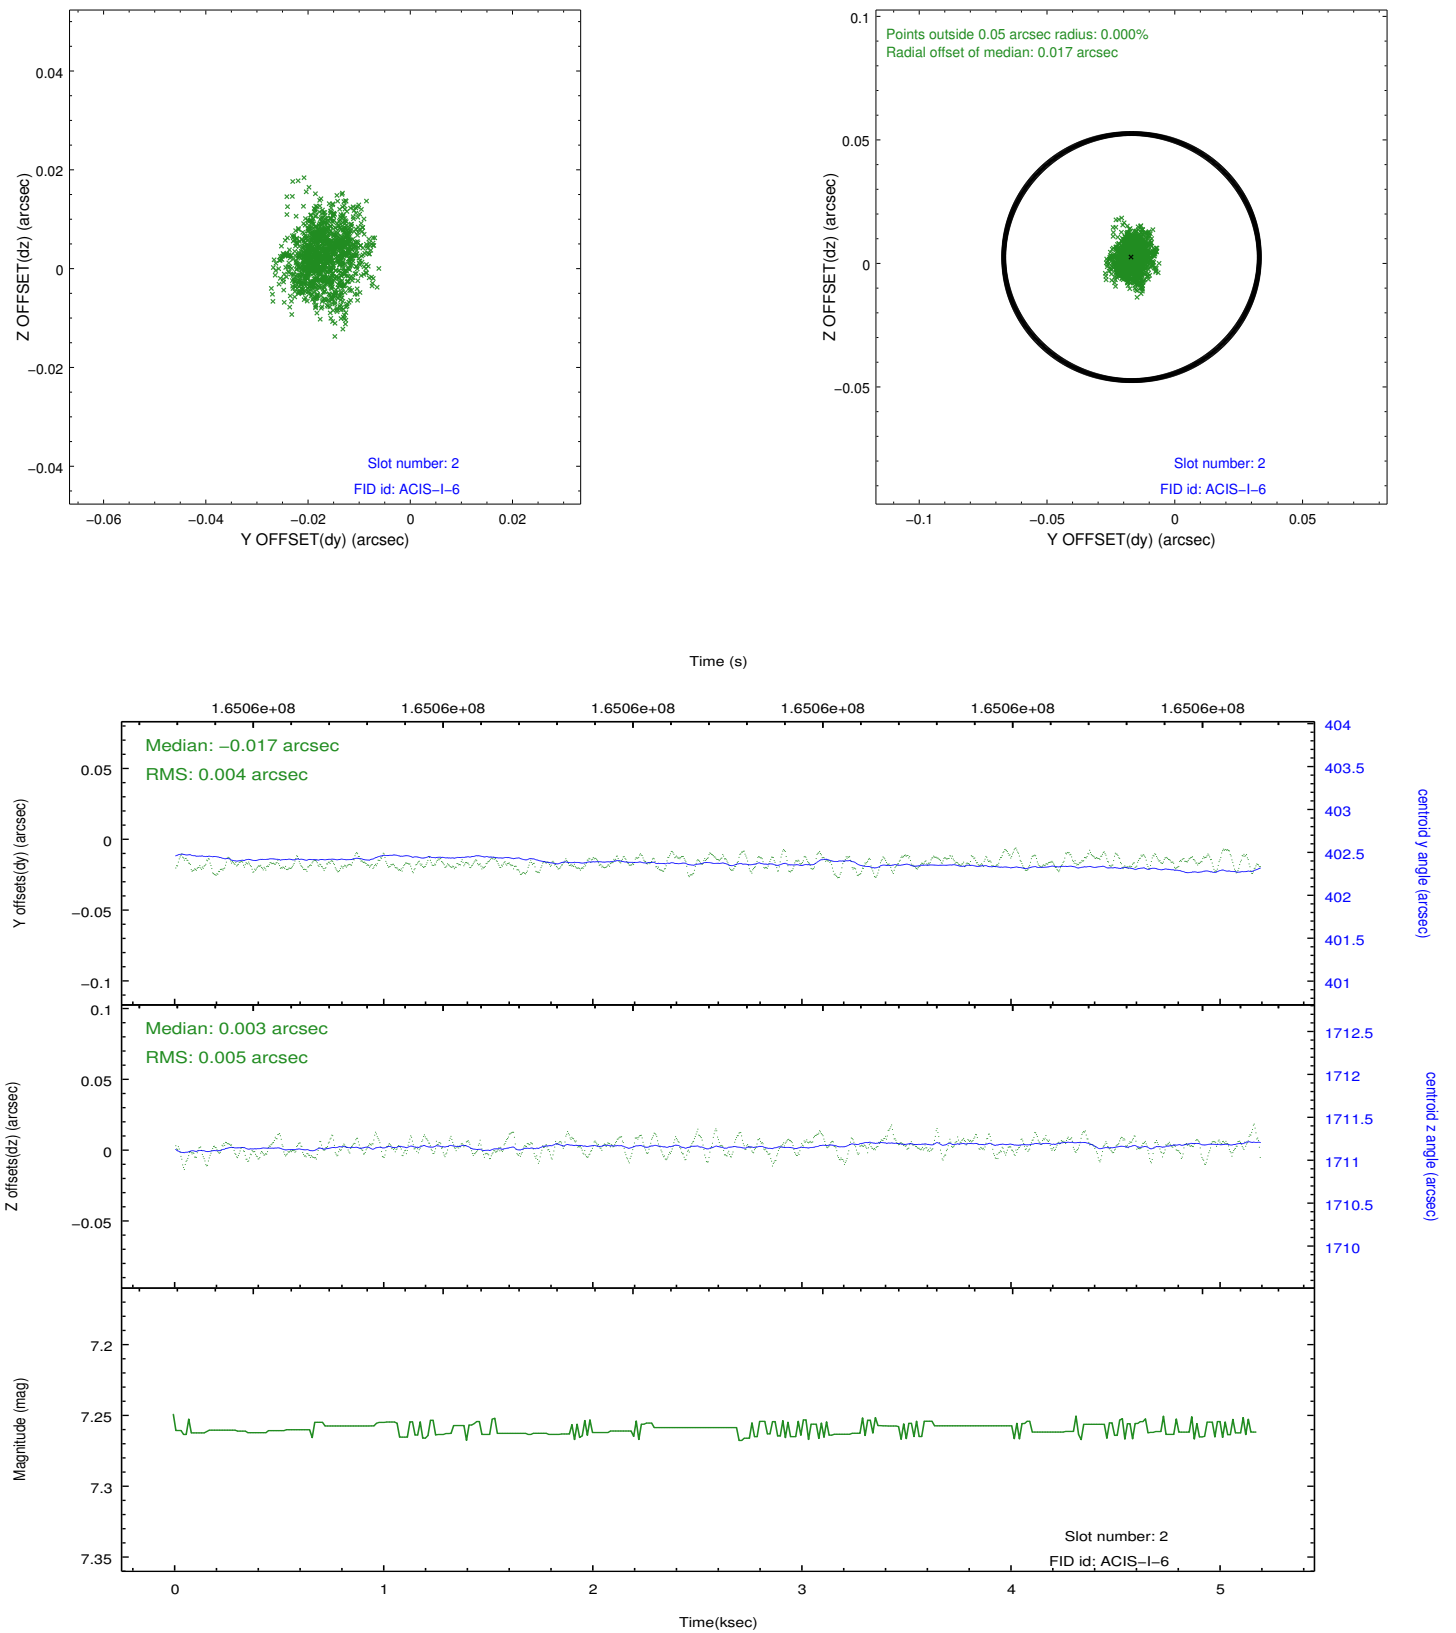 0.04
0.02
0
−0.02
−0.04
Z OFFSET(dz) (arcsec)
Slot number: 2
FID id: ACIS−I−6
−0.06
−0.04
−0.02
0
0.02
Y OFFSET(dy) (arcsec)
Points outside 0.05 arcsec radius: 0.000%
Radial offset of median: 0.017 arcsec
0.1
0.05
0
−0.05
Z OFFSET(dz) (arcsec)
Slot number: 2
FID id: ACIS−I−6
−0.1
−0.05
0
0.05
Y OFFSET(dy) (arcsec)
Time (s)
1.6506e+08
1.6506e+08
1.6506e+08
1.6506e+08
1.6506e+08
1.6506e+08
Median: −0.017 arcsec
RMS: 0.004 arcsec
0.05
0
−0.05
−0.1
Y offsets(dy) (arcsec)
404
403.5
403
402.5
402
401.5
401
centroid y angle (arcsec)
Median: 0.003 arcsec
RMS: 0.005 arcsec
0.1
0.05
0
−0.05
Z offsets(dz) (arcsec)
1712.5
1712
1711.5
1711
1710.5
1710
centroid z angle (arcsec)
7.2
7.25
7.3
7.35
Magnitude (mag)
Slot number: 2
FID id: ACIS−I−6
0
1
2
3
4
5
Time(ksec)